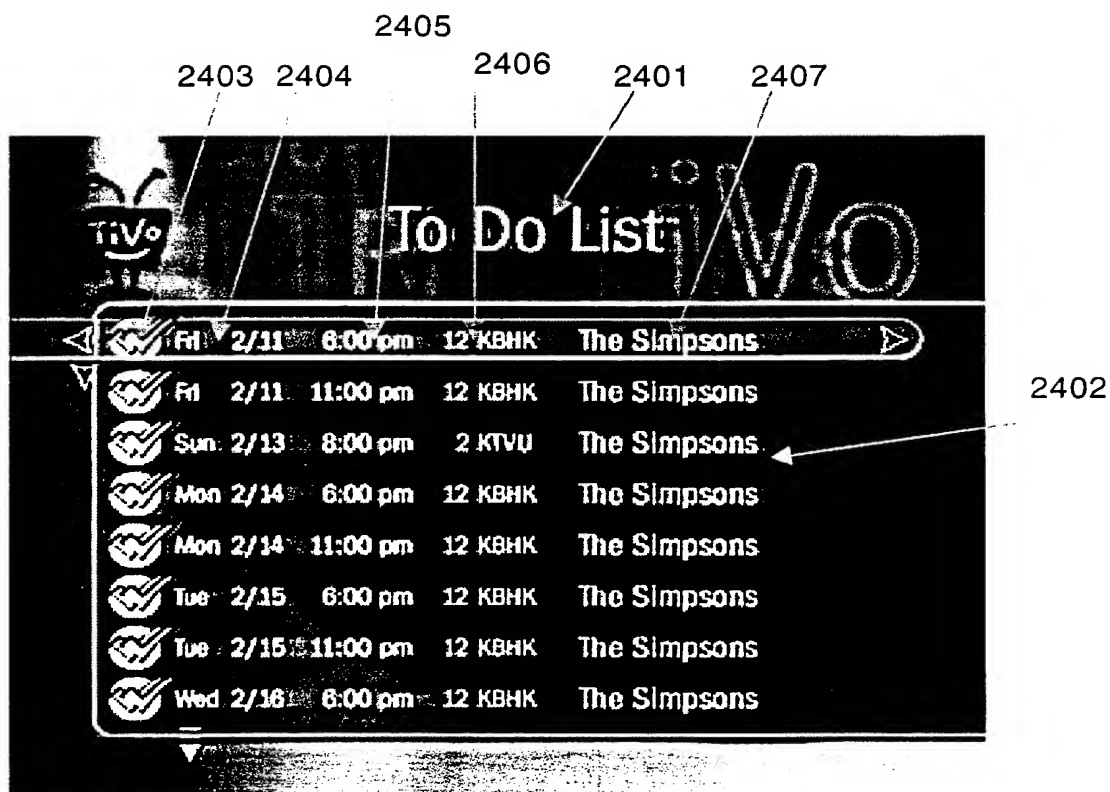 2405
2403 2404 2406 2401 2407
TiVo
To Do List
TiVo
Fri 2/11 6:00 pm 12 KBHK The Simpsons
Fri 2/11 11:00 pm 12 KBHK The Simpsons
2402
Sun 2/13 8:00 pm 2 KTVU The Simpsons
Mon 2/14 6:00 pm 12 KBHK The Simpsons
Mon 2/14 11:00 pm 12 KBHK The Simpsons
Tue 2/15 6:00 pm 12 KBHK The Simpsons
Tue 2/15 11:00 pm 12 KBHK The Simpsons
Wed 2/16 6:00 pm 12 KBHK The Simpsons